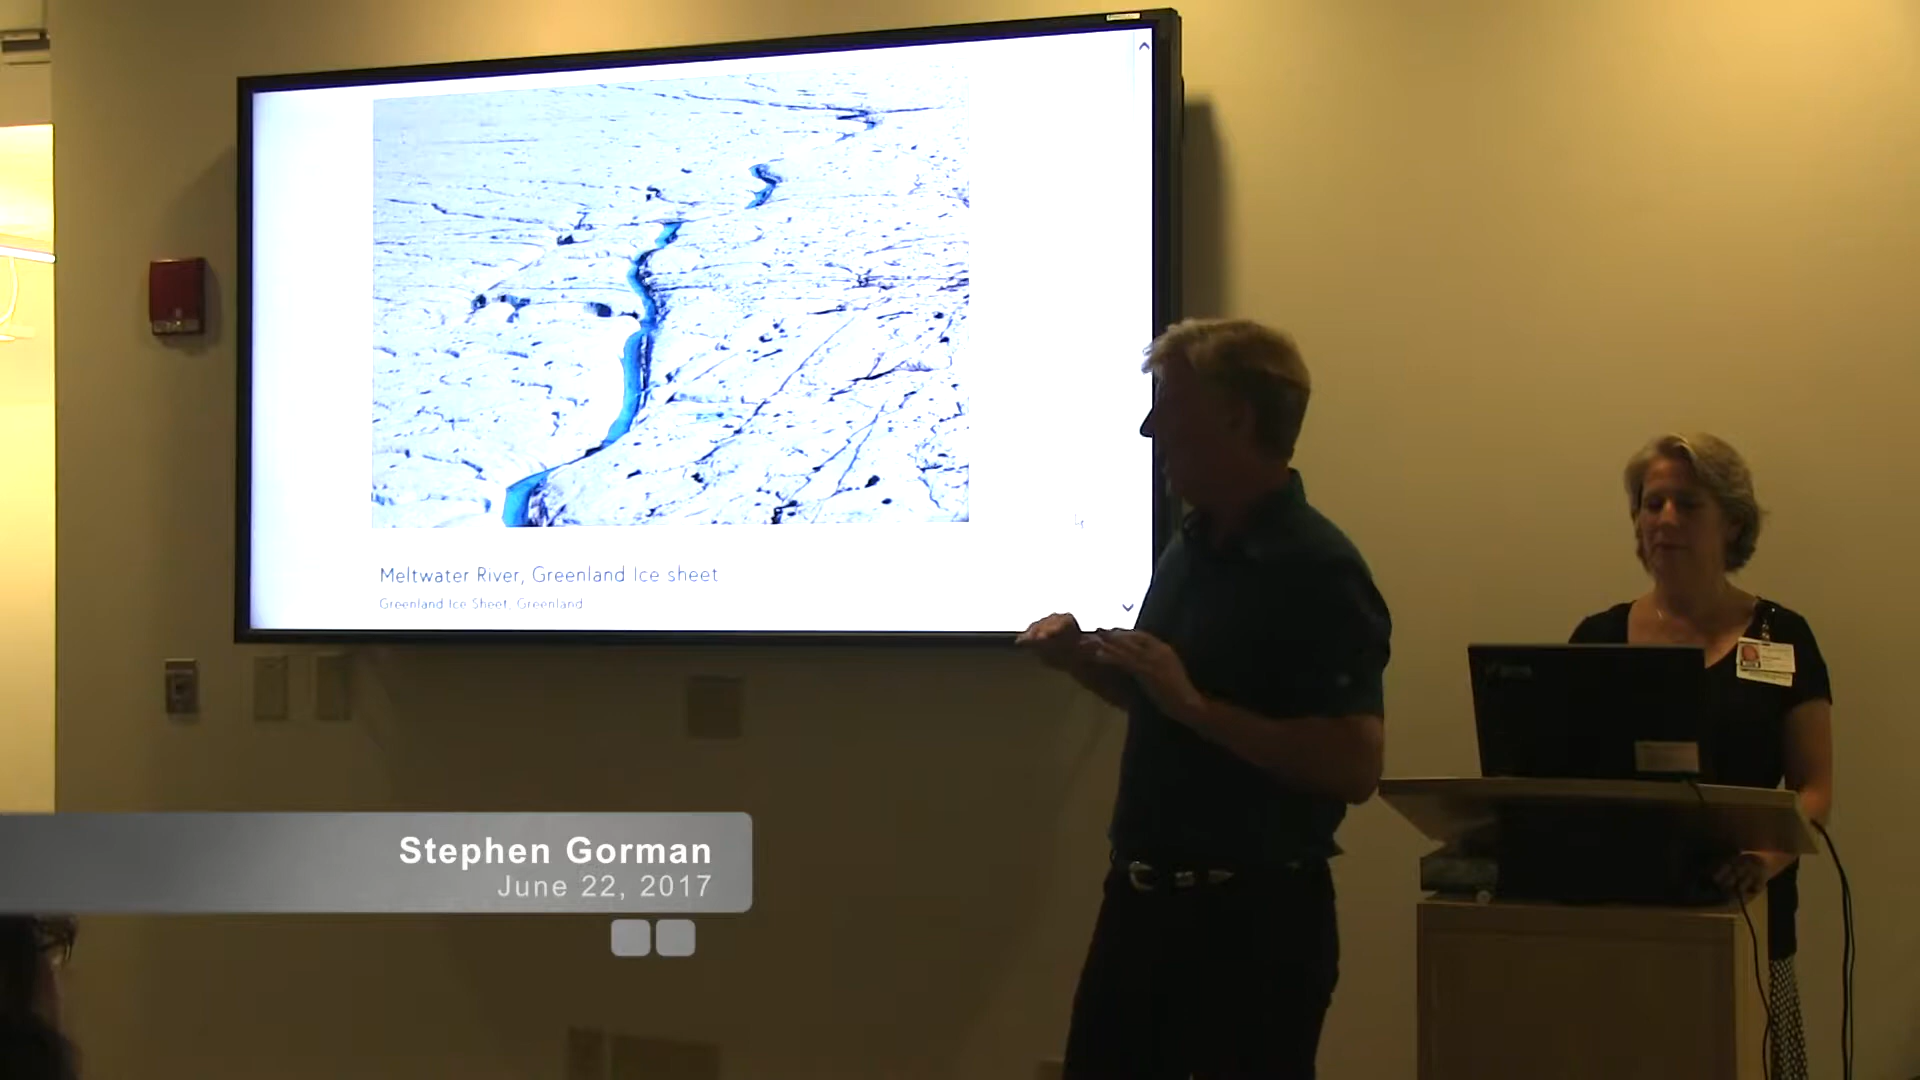 Meltwater River, Greenland Ice sheet
Greenland Ice Sheet, Greenland
Stephen Gorman
June 22, 2017